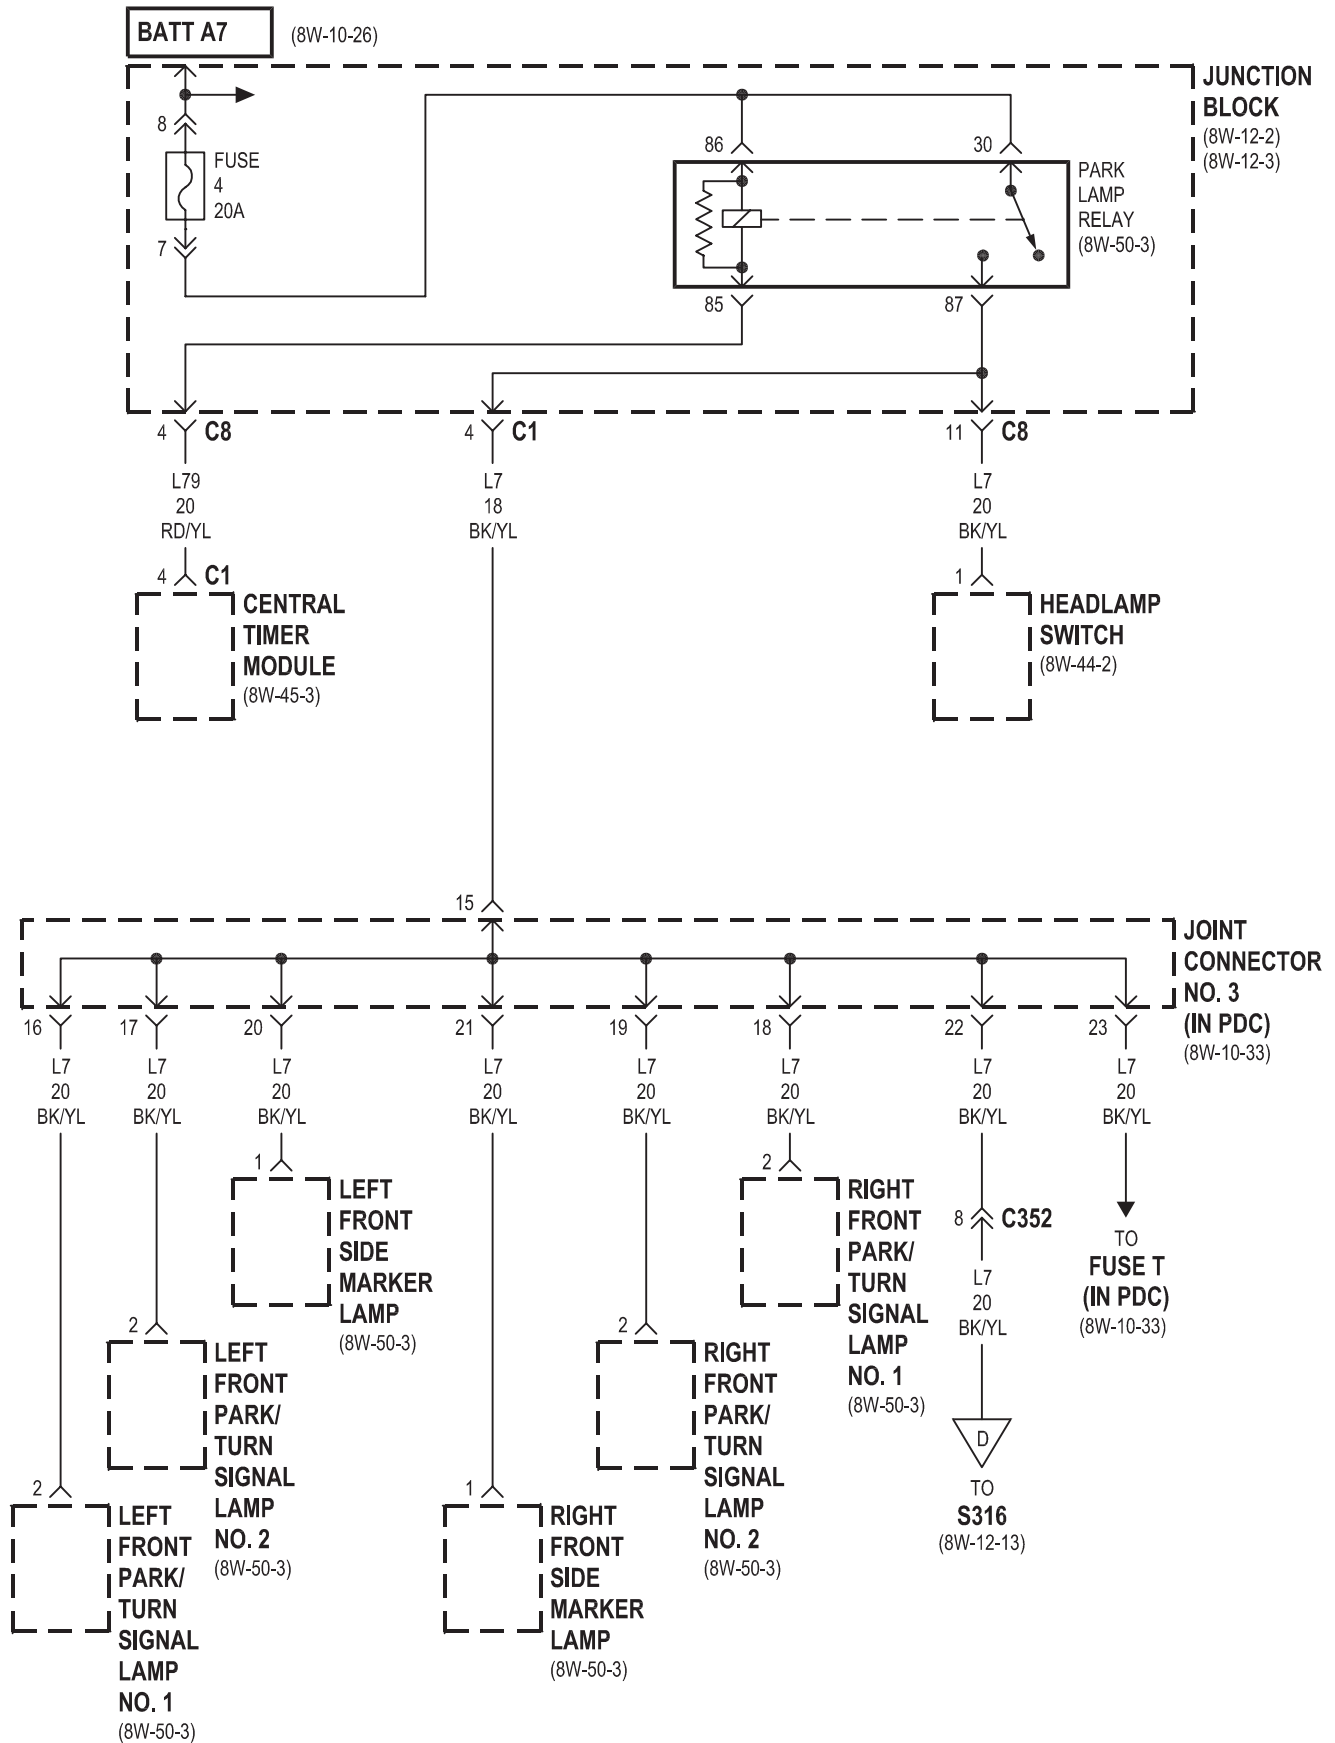 BATT A7
(8W-10-26)
JUNCTION
BLOCK
(8W-12-2)
(8W-12-3)
8
FUSE
4
20A
7
86
30
PARK
LAMP
RELAY
(8W-50-3)
85
87
4
C8
4
C1
11
C8
L79
20
RD/YL
L7
18
BK/YL
L7
20
BK/YL
4
C1
1
CENTRAL
TIMER
MODULE
(8W-45-3)
HEADLAMP
SWITCH
(8W-44-2)
15
JOINT
CONNECTOR
NO. 3
(IN PDC)
(8W-10-33)
16
17
20
21
19
18
22
23
L7
20
BK/YL
L7
20
BK/YL
L7
20
BK/YL
L7
20
BK/YL
L7
20
BK/YL
L7
20
BK/YL
L7
20
BK/YL
L7
20
BK/YL
1
LEFT
FRONT
SIDE
MARKER
LAMP
(8W-50-3)
2
RIGHT
FRONT
PARK/
TURN
SIGNAL
LAMP
NO. 1
(8W-50-3)
8
C352
L7
20
BK/YL
D
TO
S316
(8W-12-13)
TO
FUSE T
(IN PDC)
(8W-10-33)
2
LEFT
FRONT
PARK/
TURN
SIGNAL
LAMP
NO. 2
(8W-50-3)
2
RIGHT
FRONT
PARK/
TURN
SIGNAL
LAMP
NO. 2
(8W-50-3)
2
LEFT
FRONT
PARK/
TURN
SIGNAL
LAMP
NO. 1
(8W-50-3)
1
RIGHT
FRONT
SIDE
MARKER
LAMP
(8W-50-3)